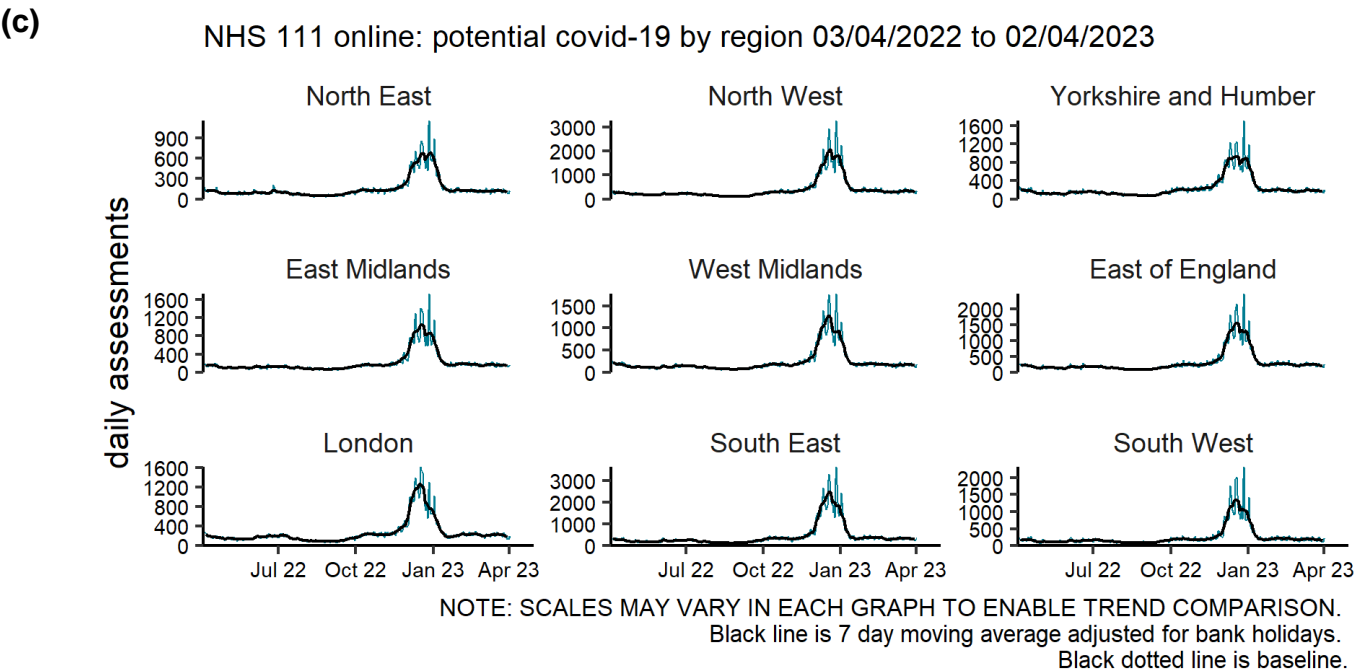 (c)
NHS 111 online: potential covid-19 by region 03/04/2022 to 02/04/2023
daily assessments
North East
900
600
300
0
North West
3000
2000
1000
0
Yorkshire and Humber
1600
1200
800
400
0
East Midlands
1600
1200
800
400
0
West Midlands
1500
1000
500
0
East of England
2000
1500
1000
500
0
London
1600
1200
800
400
0
Jul 22 Oct 22 Jan 23 Apr 23
South East
3000
2000
1000
0
Jul 22 Oct 22 Jan 23 Apr 23
South West
2000
1500
1000
500
0
Jul 22 Oct 22 Jan 23 Apr 23
NOTE: SCALES MAY VARY IN EACH GRAPH TO ENABLE TREND COMPARISON.
Black line is 7 day moving average adjusted for bank holidays.
Black dotted line is baseline.